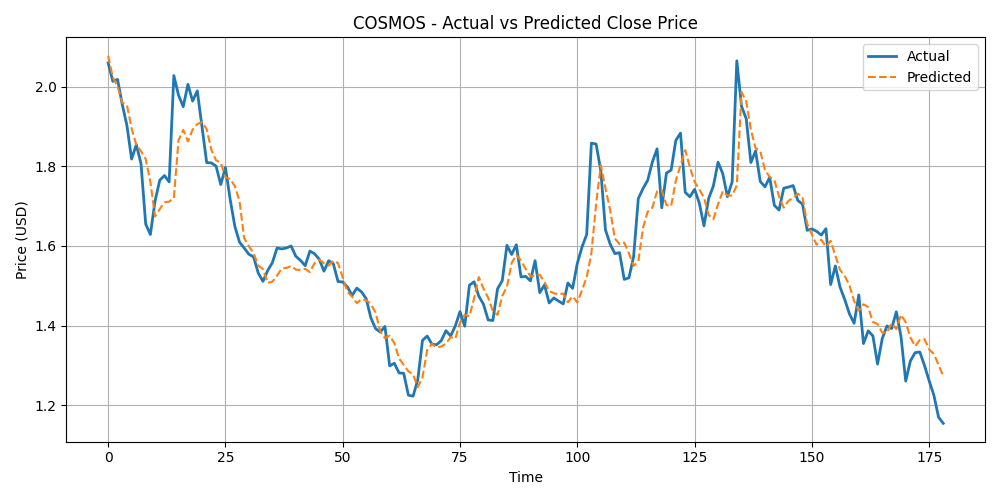 COSMOS - Actual vs Predicted Close Price
Actual
Predicted
2.0
1.8
1.6
1.4
1.2
Price (USD)
0 25 50 75 100 125 150 175
Time